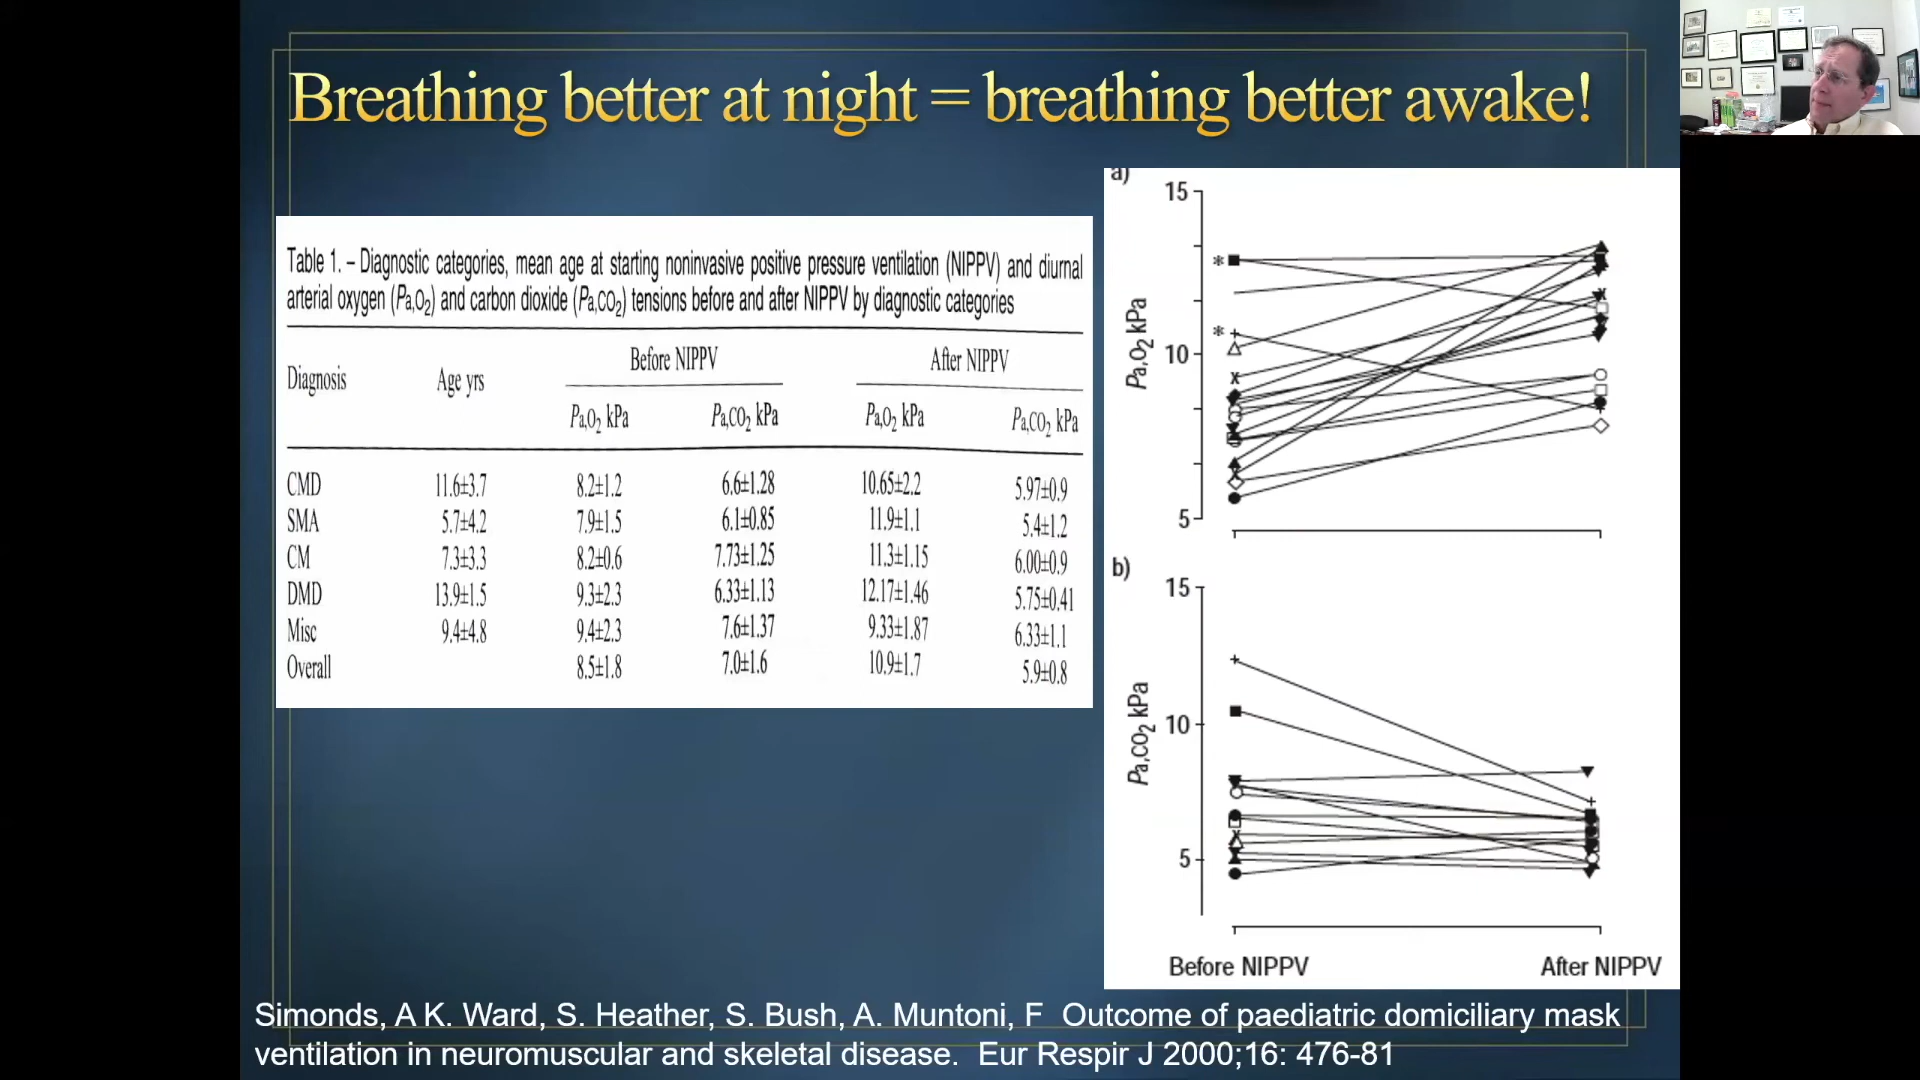 Breathing better at night = breathing better awake!
Table 1. – Diagnostic categories, mean age at starting noninvasive positive pressure ventilation (NIPPV) and diurnal
arterial oxygen (Pa,O2) and carbon dioxide (Pa,CO2) tensions before and after NIPPV by diagnostic categories
Diagnosis Age yrs Before NIPPV After NIPPV
Pa,O2 kPa Pa,CO2 kPa Pa,O2 kPa Pa,CO2 kPa
CMD 11.6±3.7 8.2±1.2 6.6±1.28 10.65±2.2 5.97±0.9
SMA 5.7±4.2 7.9±1.5 6.1±0.85 11.9±1.1 5.4±1.2
CM 7.3±3.3 8.2±0.6 7.73±1.25 11.3±1.15 6.00±0.9
DMD 13.9±1.5 9.3±2.3 6.33±1.13 12.17±1.46 5.75±0.41
Misc 9.4±4.8 9.4±2.3 7.6±1.37 9.33±1.87 6.33±1.1
Overall 8.5±1.8 7.0±1.6 10.9±1.7 5.9±0.8
a)
15
10
5
Pa,O2 kPa
*
*
b)
15
10
5
Pa,CO2 kPa
Before NIPPV After NIPPV
Simonds, A K. Ward, S. Heather, S. Bush, A. Muntoni, F Outcome of paediatric domiciliary mask
ventilation in neuromuscular and skeletal disease. Eur Respir J 2000;16: 476-81